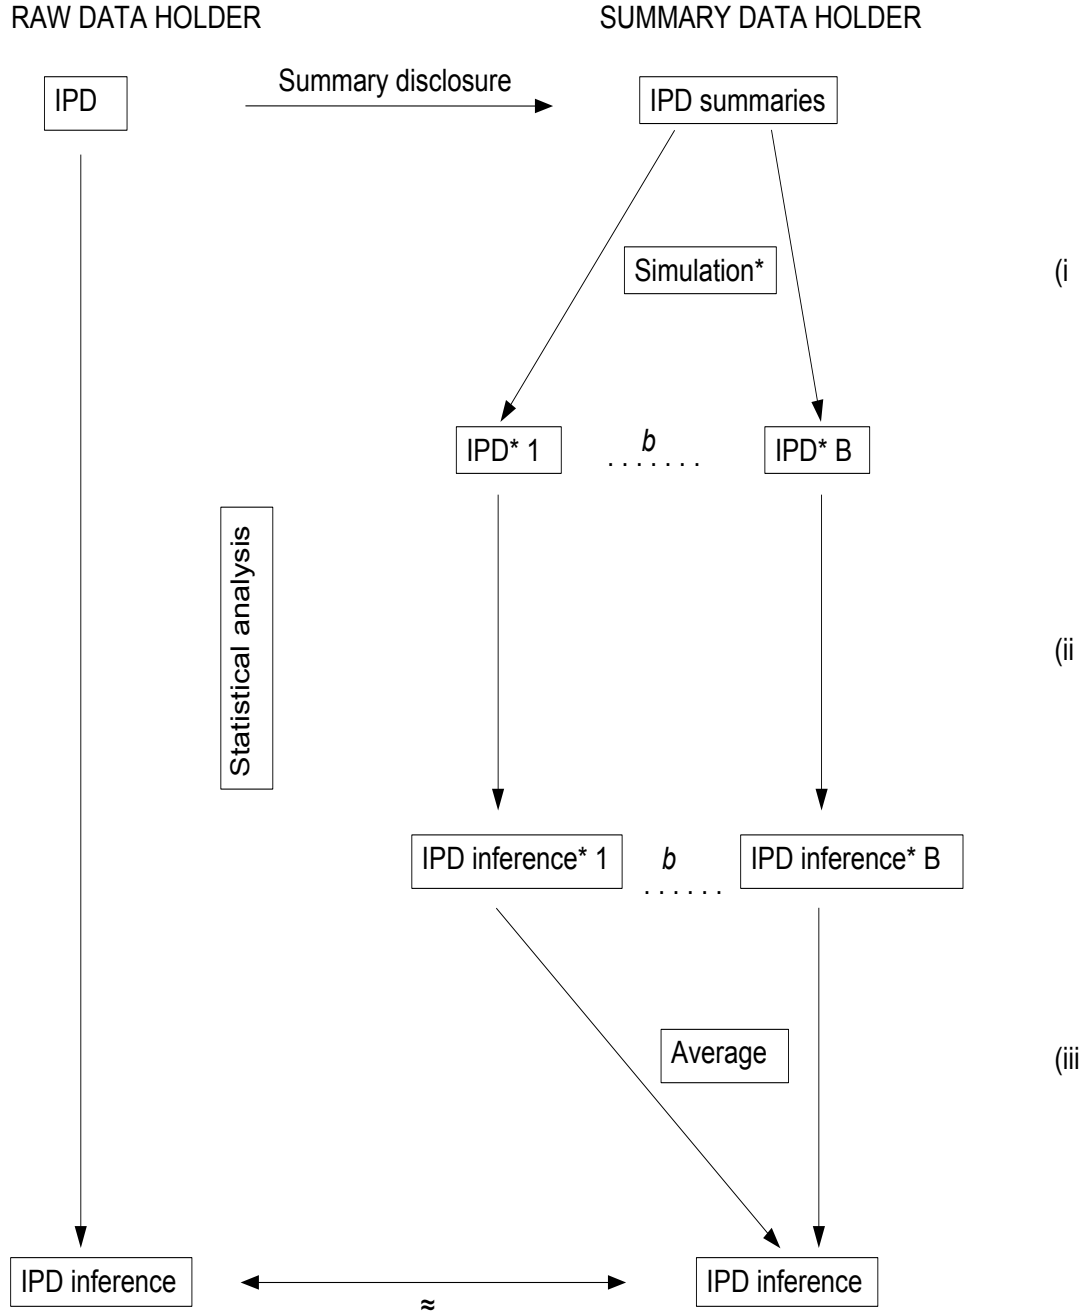 RAW DATA HOLDER
SUMMARY DATA HOLDER
IPD
Summary disclosure
IPD summaries
Simulation*
(i
IPD* 1
b
. . . . . . .
IPD* B
Statistical analysis
(ii
IPD inference* 1
b
. . . . . .
IPD inference* B
Average
(iii
IPD inference
≈
IPD inference